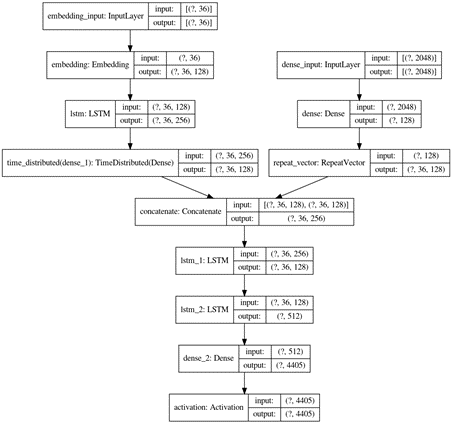 embedding_input: InputLayer input: [(?, 36)]
output: [(?, 36)]
embedding: Embedding input: (?, 36)
output: (?, 36, 128)
dense_input: InputLayer input: [(?, 2048)]
output: [(?, 2048)]
lstm: LSTM input: (?, 36, 128)
output: (?, 36, 256)
dense: Dense input: (?, 2048)
output: (?, 128)
time_distributed(dense_1): TimeDistributed(Dense) input: (?, 36, 256)
output: (?, 36, 128)
repeat_vector: RepeatVector input: (?, 128)
output: (?, 36, 128)
concatenate: Concatenate input: [(?, 36, 128), (?, 36, 128)]
output: (?, 36, 256)
lstm_1: LSTM input: (?, 36, 256)
output: (?, 36, 128)
lstm_2: LSTM input: (?, 36, 128)
output: (?, 512)
dense_2: Dense input: (?, 512)
output: (?, 4405)
activation: Activation input: (?, 4405)
output: (?, 4405)